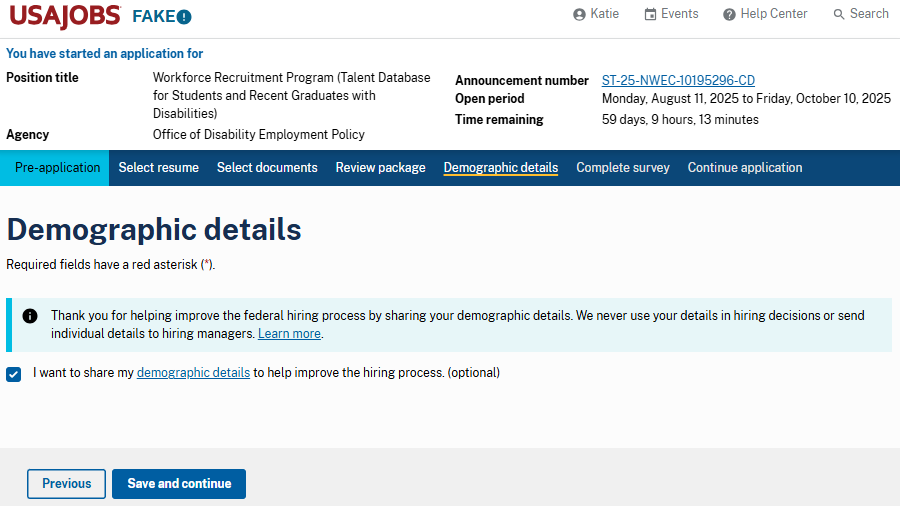 USAJOBS FAKE
Katie Events Help Center Search
You have started an application for
Position title Workforce Recruitment Program (Talent Database
for Students and Recent Graduates with
Disabilities)
Agency Office of Disability Employment Policy
Announcement number ST-25-NWEC-10195296-CD
Open period Monday, August 11, 2025 to Friday, October 10, 2025
Time remaining 59 days, 9 hours, 13 minutes
Pre-application Select resume Select documents Review package Demographic details Complete survey Continue application
Demographic details
Required fields have a red asterisk (*).
Thank you for helping improve the federal hiring process by sharing your demographic details. We never use your details in hiring decisions or send
individual details to hiring managers. Learn more.
I want to share my demographic details to help improve the hiring process. (optional)
Previous Save and continue